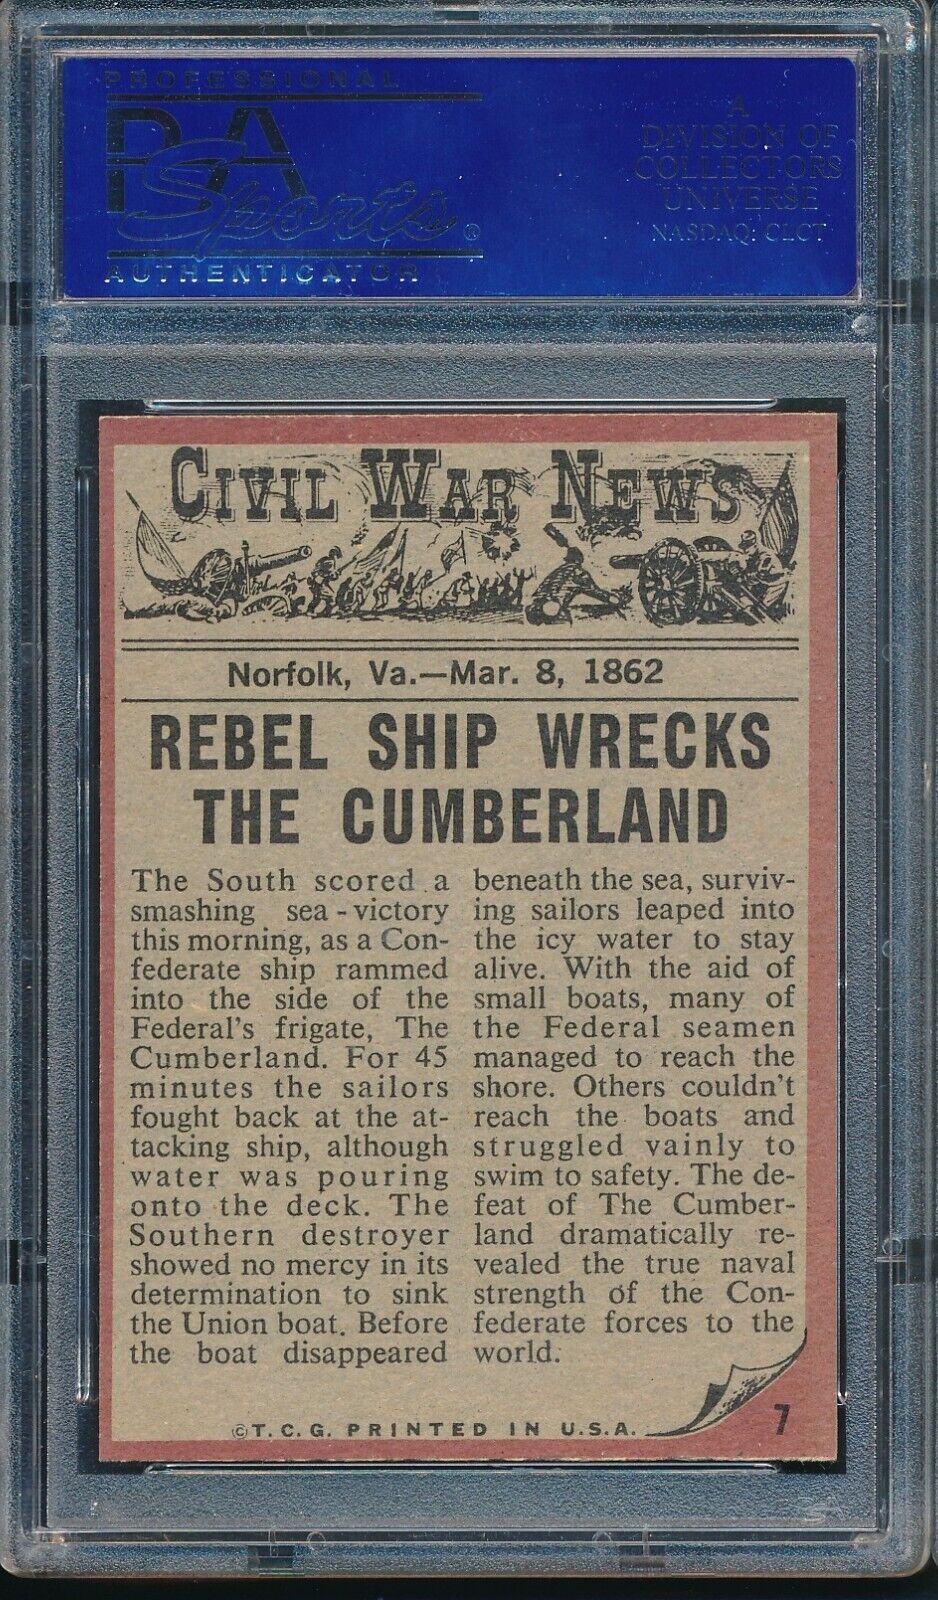 PROFESSIONAL
PSA
Sports®
AUTHENTICATOR
A
DIVISION OF
COLLECTORS
UNIVERSE
NASDAQ: CLCT
CIVIL WAR NEWS
Norfolk, Va.—Mar. 8, 1862
REBEL SHIP WRECKS
THE CUMBERLAND
The South scored a
smashing sea-victory
this morning, as a Con-
federate ship rammed
into the side of the
Federal's frigate, The
Cumberland. For 45
minutes the sailors
fought back at the at-
tacking ship, although
water was pouring
onto the deck. The
Southern destroyer
showed no mercy in its
determination to sink
the Union boat. Before
the boat disappeared
beneath the sea, surviv-
ing sailors leaped into
the icy water to stay
alive. With the aid of
small boats, many of
the Federal seamen
managed to reach the
shore. Others couldn't
reach the boats and
struggled vainly to
swim to safety. The de-
feat of The Cumber-
land dramatically re-
vealed the true naval
strength of the Con-
federate forces to the
world.
©T.C.G. PRINTED IN U.S.A.
7
PSA